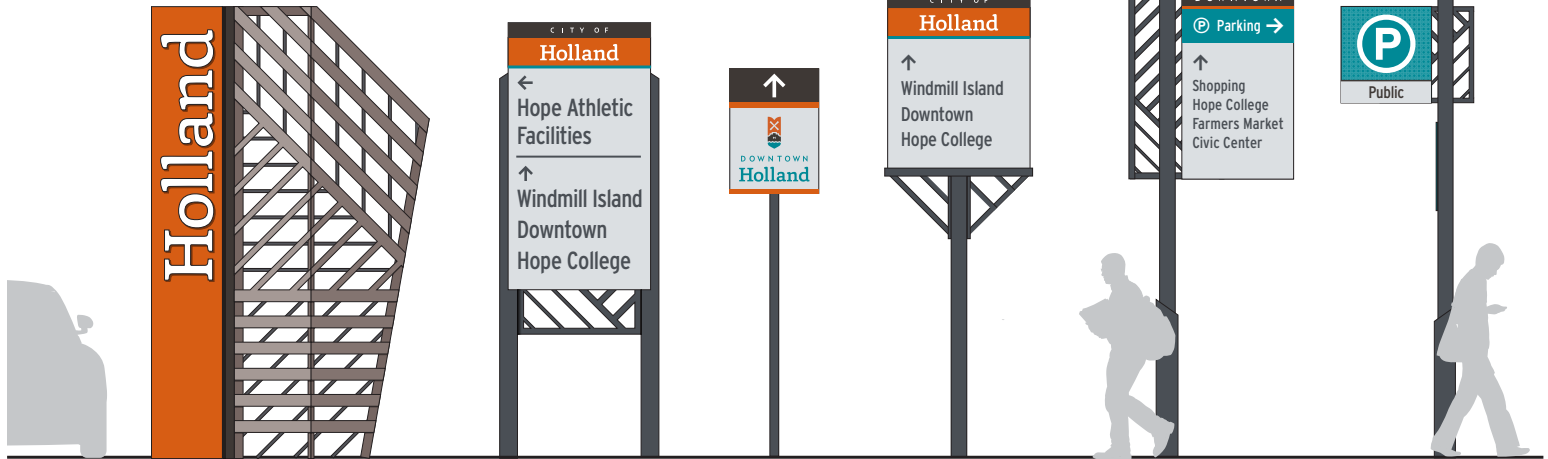 Holland
CITY OF
Holland
←
Hope Athletic
Facilities
↑
Windmill Island
Downtown
Hope College
↑
DOWNTOWN
Holland
Holland
↑
Windmill Island
Downtown
Hope College
P Parking →
↑
Shopping
Hope College
Farmers Market
Civic Center
P
Public